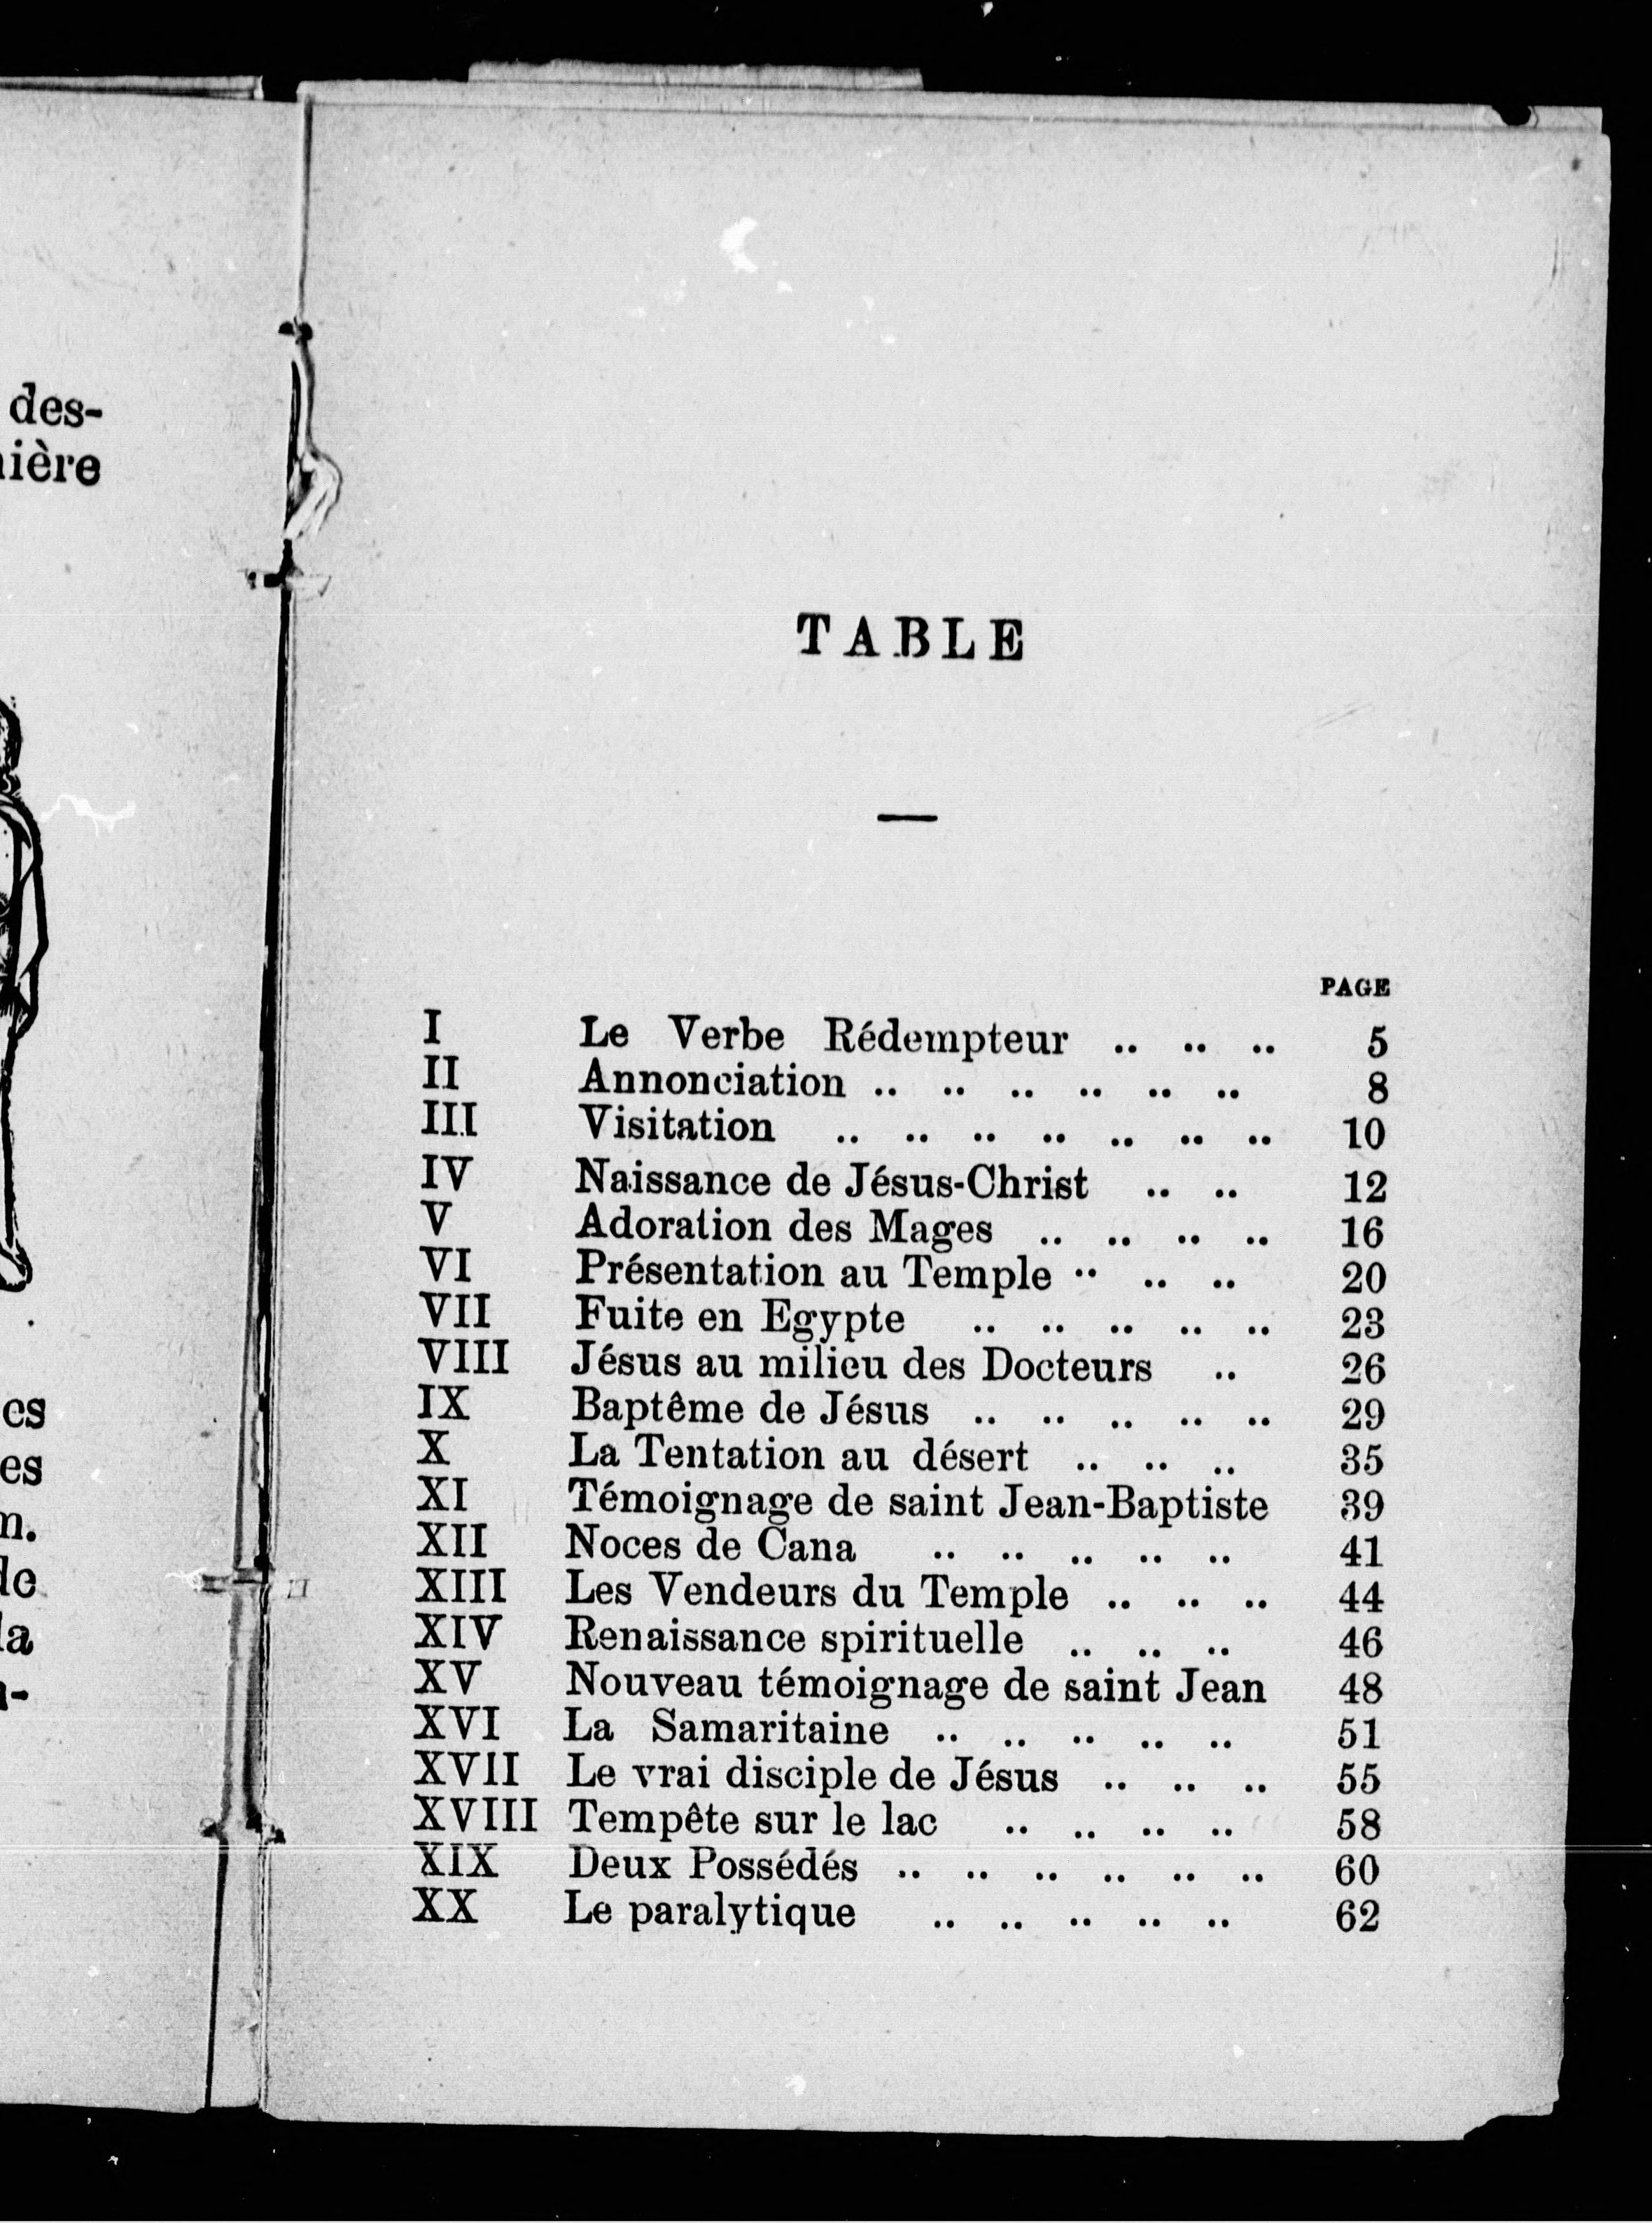 des-
TABLE
PAGE
I Le Verbe Rédempteur .. .. .. 5
II Annonciation .. .. .. .. .. .. 8
III Visitation .. .. .. .. .. .. .. 10
IV Naissance de Jésus-Christ .. .. 12
V Adoration des Mages .. .. .. .. 16
VI Présentation au Temple .. .. .. 20
VII Fuite en Egypte .. .. .. .. .. 23
VIII Jésus au milieu des Docteurs .. 26
IX Baptême de Jésus .. .. .. .. .. 29
X La Tentation au désert .. .. .. 35
XI Témoignage de saint Jean-Baptiste 39
XII Noces de Cana .. .. .. .. .. 41
XIII Les Vendeurs du Temple .. .. .. 44
XIV Renaissance spirituelle .. .. .. 46
XV Nouveau témoignage de saint Jean 48
XVI La Samaritaine .. .. .. .. .. 51
XVII Le vrai disciple de Jésus .. .. .. 55
XVIII Tempête sur le lac .. .. .. .. 58
XIX Deux Possédés .. .. .. .. .. .. 60
XX Le paralytique .. .. .. .. .. 62